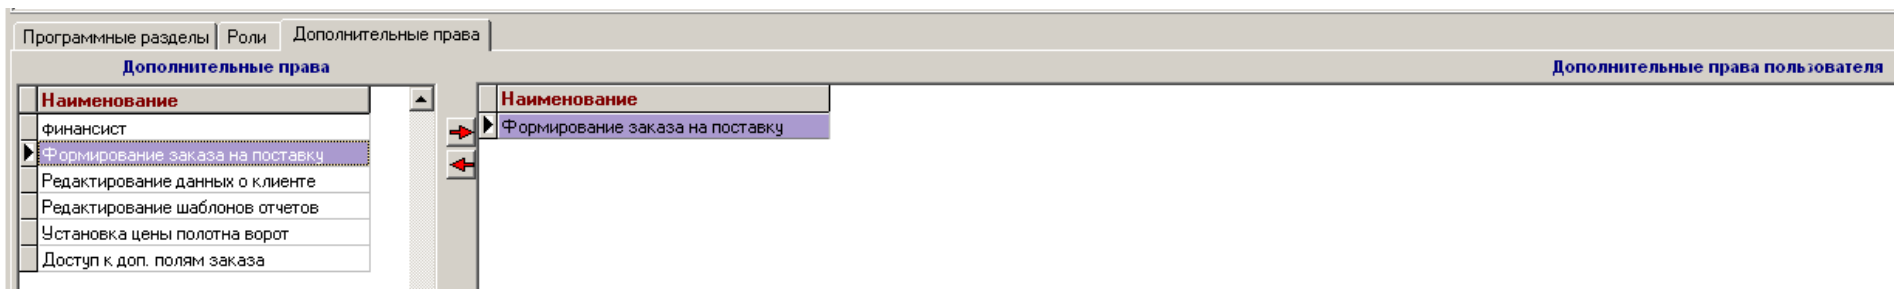 Программные разделы Роли Дополнительные права
Дополнительные права
Наименование
финансист
Формирование заказа на поставку
Редактирование данных о клиенте
Редактирование шаблонов отчетов
Установка цены полотна ворот
Доступ к доп. полям заказа
Дополнительные права пользователя
Наименование
Формирование заказа на поставку